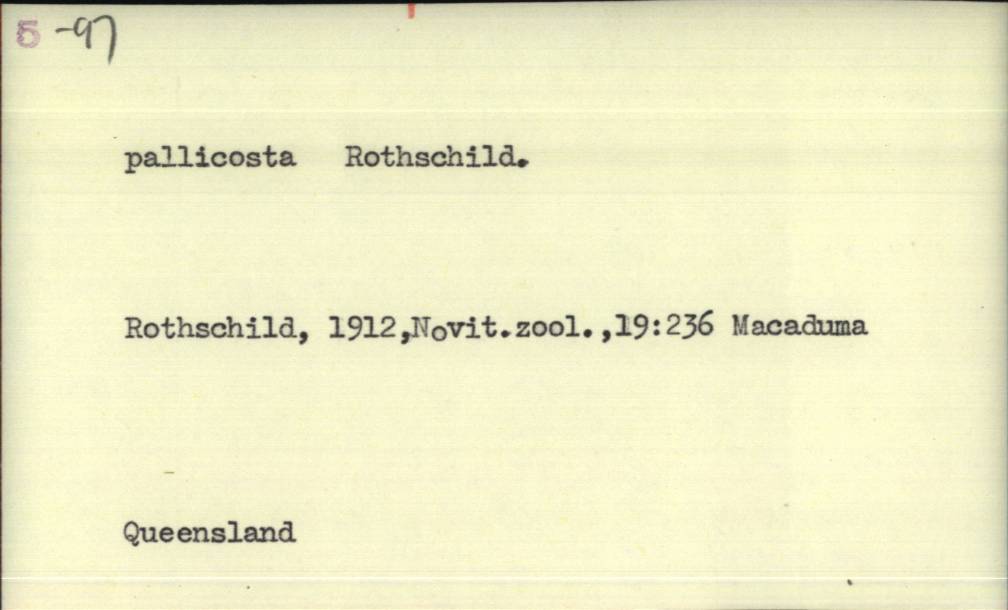 5 -97
pallicosta Rothschild.
Rothschild, 1912,Novit.zool.,19:236 Macaduma
Queensland